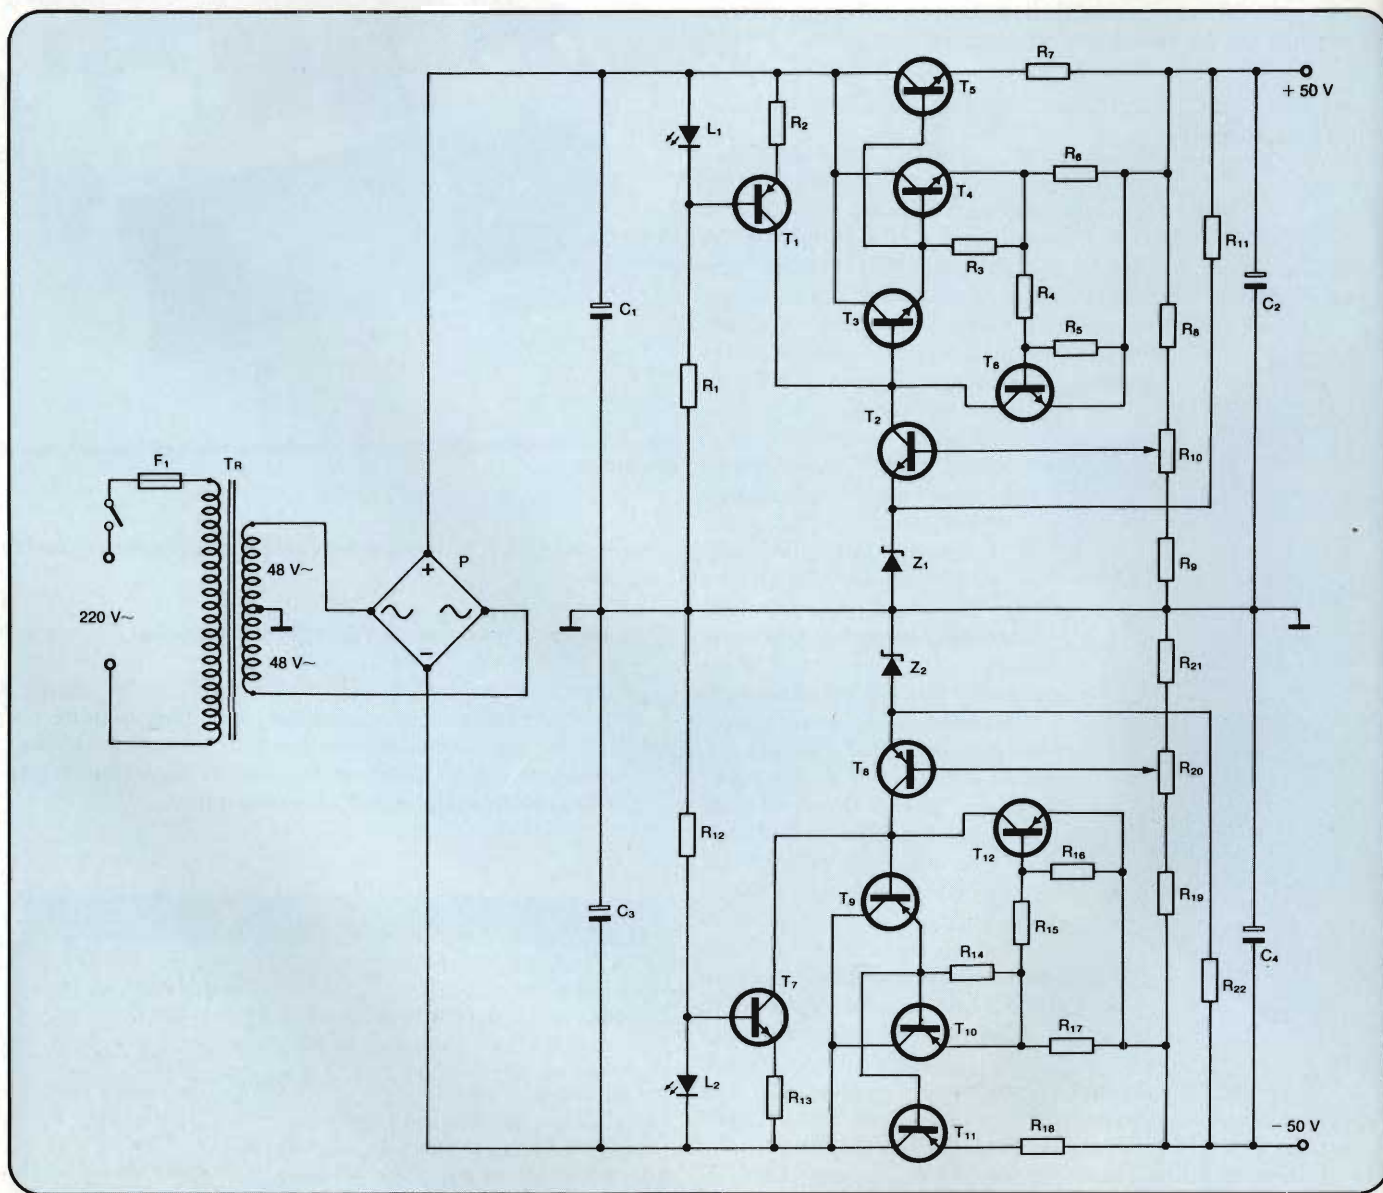 R7
T5
+ 50 V
L1
R2
R6
T4
T1
R3
R11
R4
T3
C1
C2
R5
R8
T6
R1
T2
F1
TR
R10
48 V~
P
+
Z1
R9
220 V~
48 V~
−
Z2
R21
T8
R20
R12
T12
R16
T9
R19
C3
R15
C4
R14
T7
R22
T10
R17
L2
R13
T11
R18
− 50 V